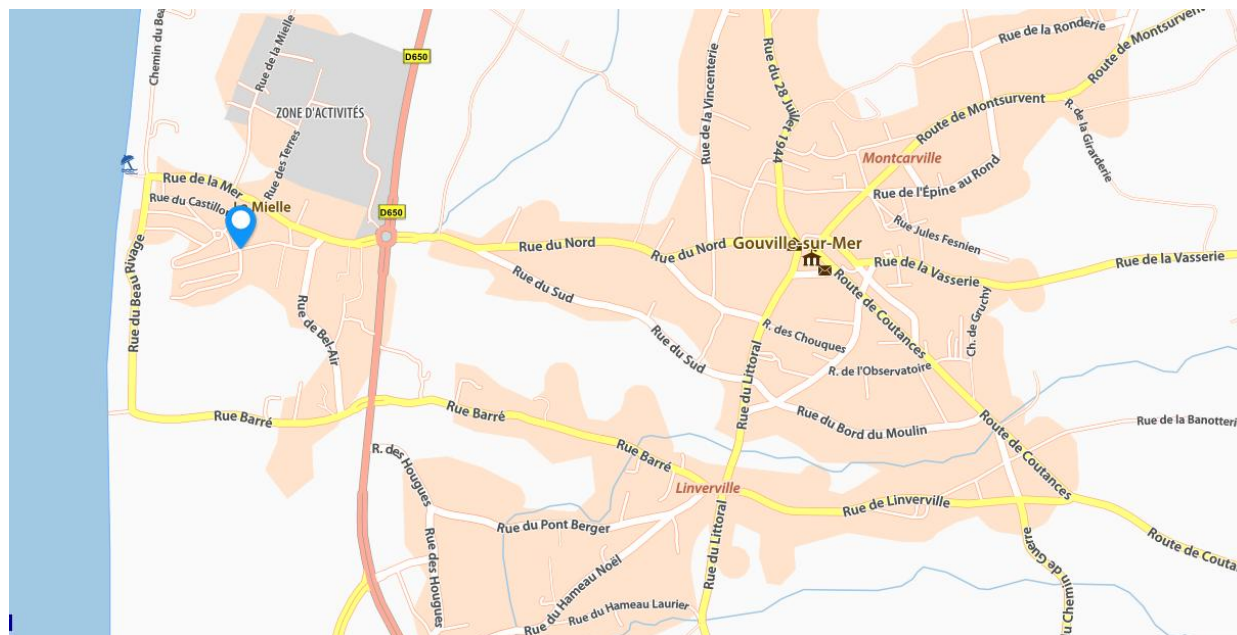 Chemin du Beau
Rue de la Mielle
D650
ZONE D'ACTIVITÉS
Rue des Terres
Rue de la Vincenterie
Rue du 28 Juillet 1944
Rue de la Ronderie
Route de Montsurvent
Route de Montsurvent
R. de la Girarderie
Montcarville
Rue de l'Épine au Rond
Rue de la Mer
Rue du Castillon
La Mielle
D650
Rue Jules Fesnien
Rue du Nord
Rue du Nord
Gouville-sur-Mer
Rue de la Vasserie
Rue de la Vasserie
Rue du Beau Rivage
Rue du Sud
Rue de Bel-Air
Route de Coutances
Ch. de Gruchy
R. des Chouques
Rue du Sud
R. de l'Observatoire
Rue du Littoral
Rue Barré
Rue Barré
Rue du Bord du Moulin
Route de Coutances
Rue de la Banotteri
Rue Barré
R. des Hougues
Linverville
Rue de Linverville
Rue du Pont Berger
Rue du Littoral
Rue des Hougues
Route de Coutan
Rue du Hameau Noël
Rue du Hameau Laurier
u Chemin de Guerre